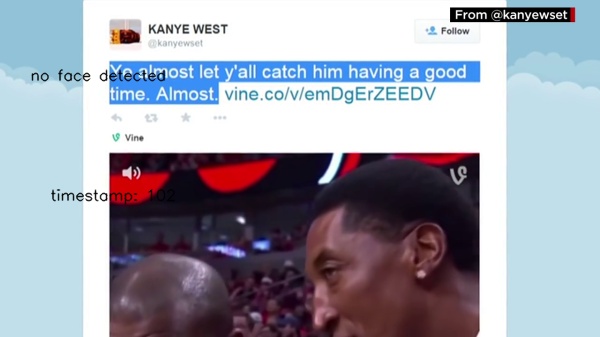 From @kanyewset
KANYE WEST
@kanyewset
Follow
Ye almost let y'all catch him having a good
time. Almost. vine.co/v/emDgErZEEDV
Vine
no face detected
timestamp: 102